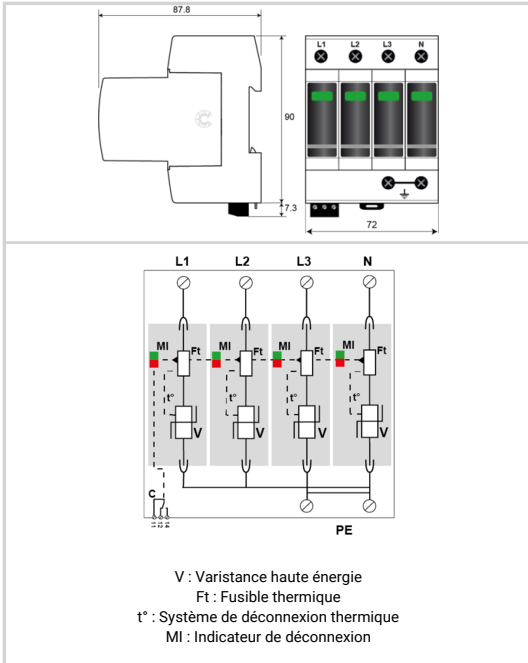 87.8
L1 L2 L3 N
90
7.3
72
L1 L2 L3 N
MI Ft MI Ft MI Ft MI Ft
t° t° t° t°
V V V V
C
11 12 14
PE
V : Varistance haute énergie
Ft : Fusible thermique
t° : Système de déconnexion thermique
MI : Indicateur de déconnexion